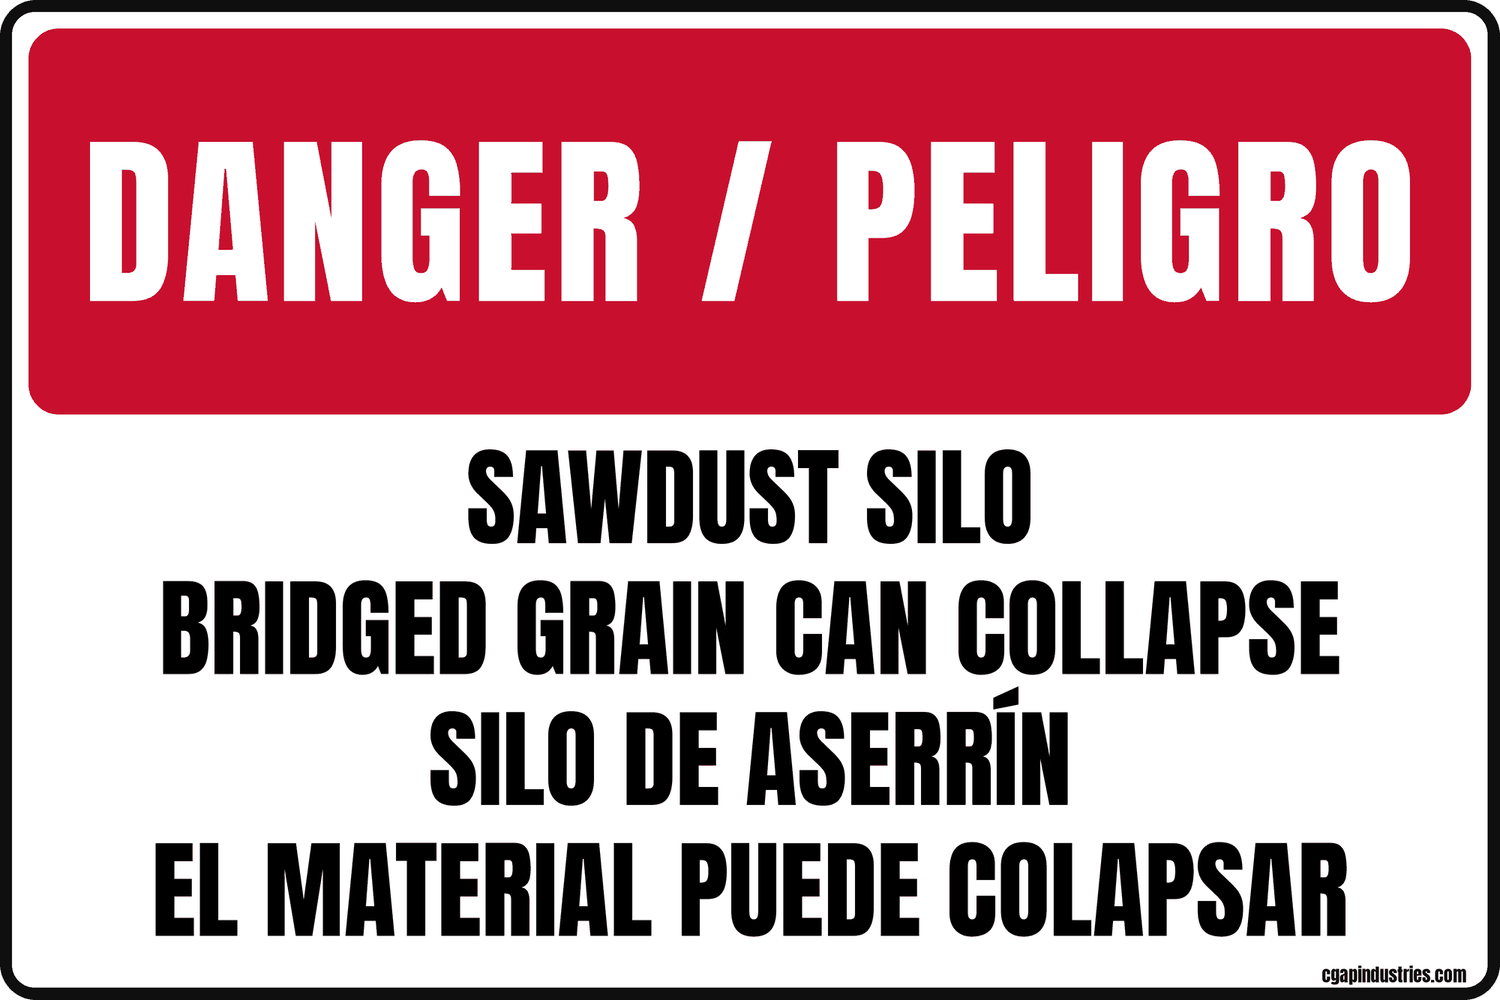 DANGER / PELIGRO
SAWDUST SILO
BRIDGED GRAIN CAN COLLAPSE
SILO DE ASERRÍN
EL MATERIAL PUEDE COLAPSAR
cgapindustries.com